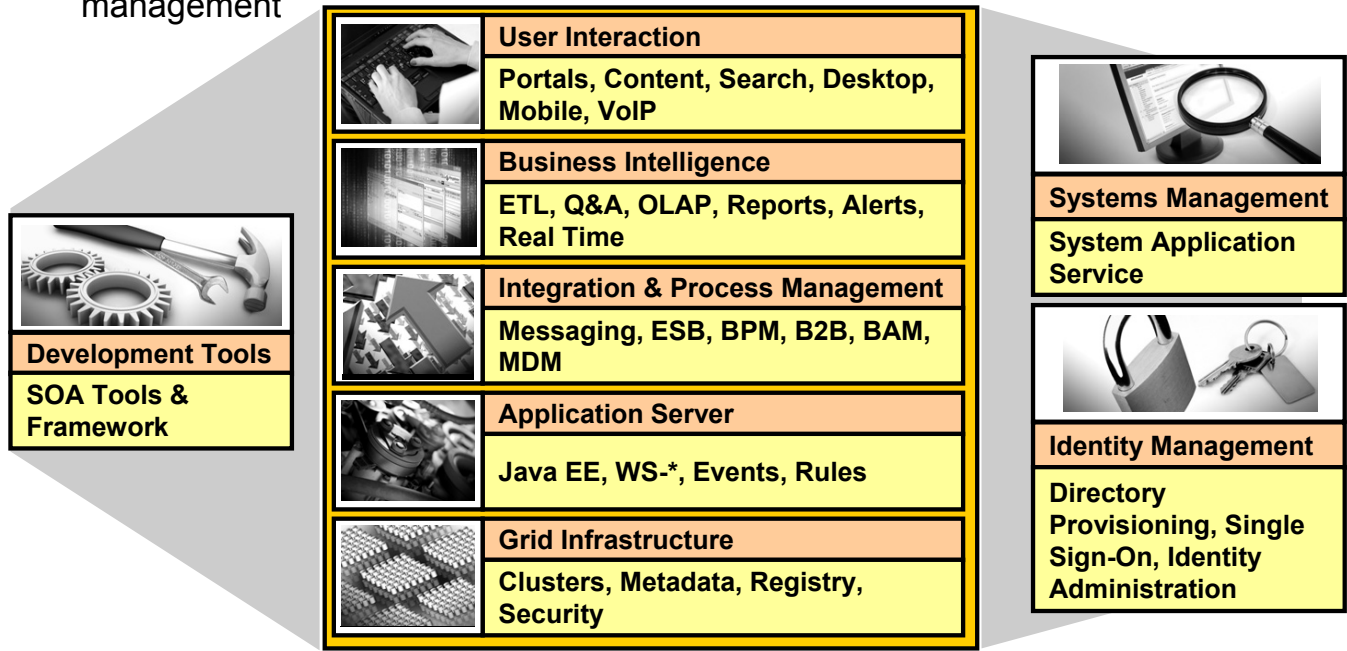 management
User Interaction
Portals, Content, Search, Desktop,
Mobile, VoIP
Business Intelligence
ETL, Q&A, OLAP, Reports, Alerts,
Real Time
Integration & Process Management
Messaging, ESB, BPM, B2B, BAM,
MDM
Application Server
Java EE, WS-*, Events, Rules
Grid Infrastructure
Clusters, Metadata, Registry,
Security
Development Tools
SOA Tools &
Framework
Systems Management
System Application
Service
Identity Management
Directory
Provisioning, Single
Sign-On, Identity
Administration